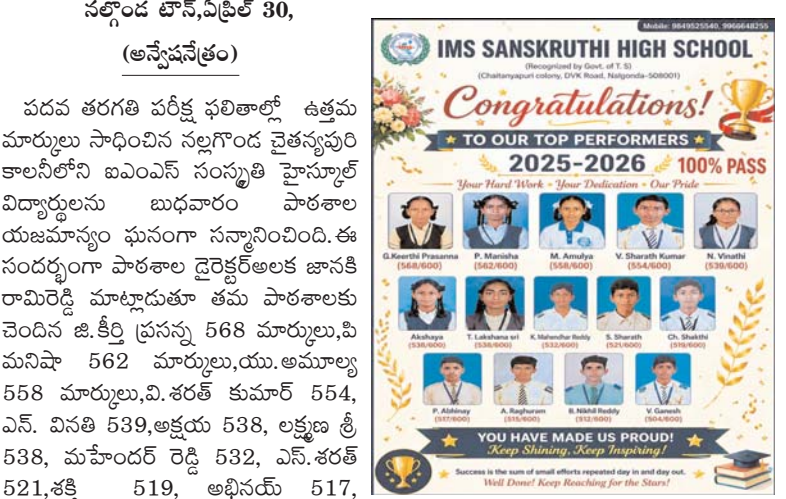 నల్గొండ టౌన్,ఏప్రిల్ 30,
(అన్వేషనేత్రం)
పదవ తరగతి పరీక్ష ఫలితాల్లో ఉత్తమ
మార్కులు సాధించిన నల్లగొండ చైతన్యపురి
కాలనీలోని ఐఎంఎస్ సంస్కృతి హైస్కూల్
విద్యార్థులను బుధవారం పాఠశాల
యజమాన్యం ఘనంగా సన్మానించింది.ఈ
సందర్భంగా పాఠశాల డైరెక్టర్అలక జానకి
రామిరెడ్డి మాట్లాడుతూ తమ పాఠశాలకు
చెందిన జి.కీర్తి ప్రసన్న 568 మార్కులు,పి
మనిషా 562 మార్కులు,యు.అమూల్య
558 మార్కులు,వి.శరత్ కుమార్ 554,
ఎన్. వినతి 539,అక్షయ 538, లక్ష్మణ శ్రీ
538, మహేందర్ రెడ్డి 532, ఎస్.శరత్
521,శక్తి 519, అభినయ్ 517,
Mobile: 9849525540, 9966648255
IMS SANSKRUTHI HIGH SCHOOL
(Recognized by Govt. of T. S)
(Chaitanyapuri colony, DVK Road, Nalgonda-508001)
Congratulations!
TO OUR TOP PERFORMERS
2025-2026 100% PASS
Your Hard Work - Your Dedication - Our Pride
G.Keerthi Prasanna P. Manisha M. Amulya V. Sharath Kumar N. Vinathi
(568/600) (562/600) (558/600) (554/600) (539/600)
Akshaya T. Lakshana sri K. Mahendhar Reddy S. Sharath Ch. Shakthi
(538/600) (538/600) (532/600) (521/600) (519/600)
P. Abhinay A. Raghuram B.Nikhil Reddy V. Ganesh
(517/600) (515/600) (512/600) (504/600)
YOU HAVE MADE US PROUD!
Keep Shining, Keep Inspiring!
Success is the sum of small efforts repeated day in and day out.
Well Done! Keep Reaching for the Stars!